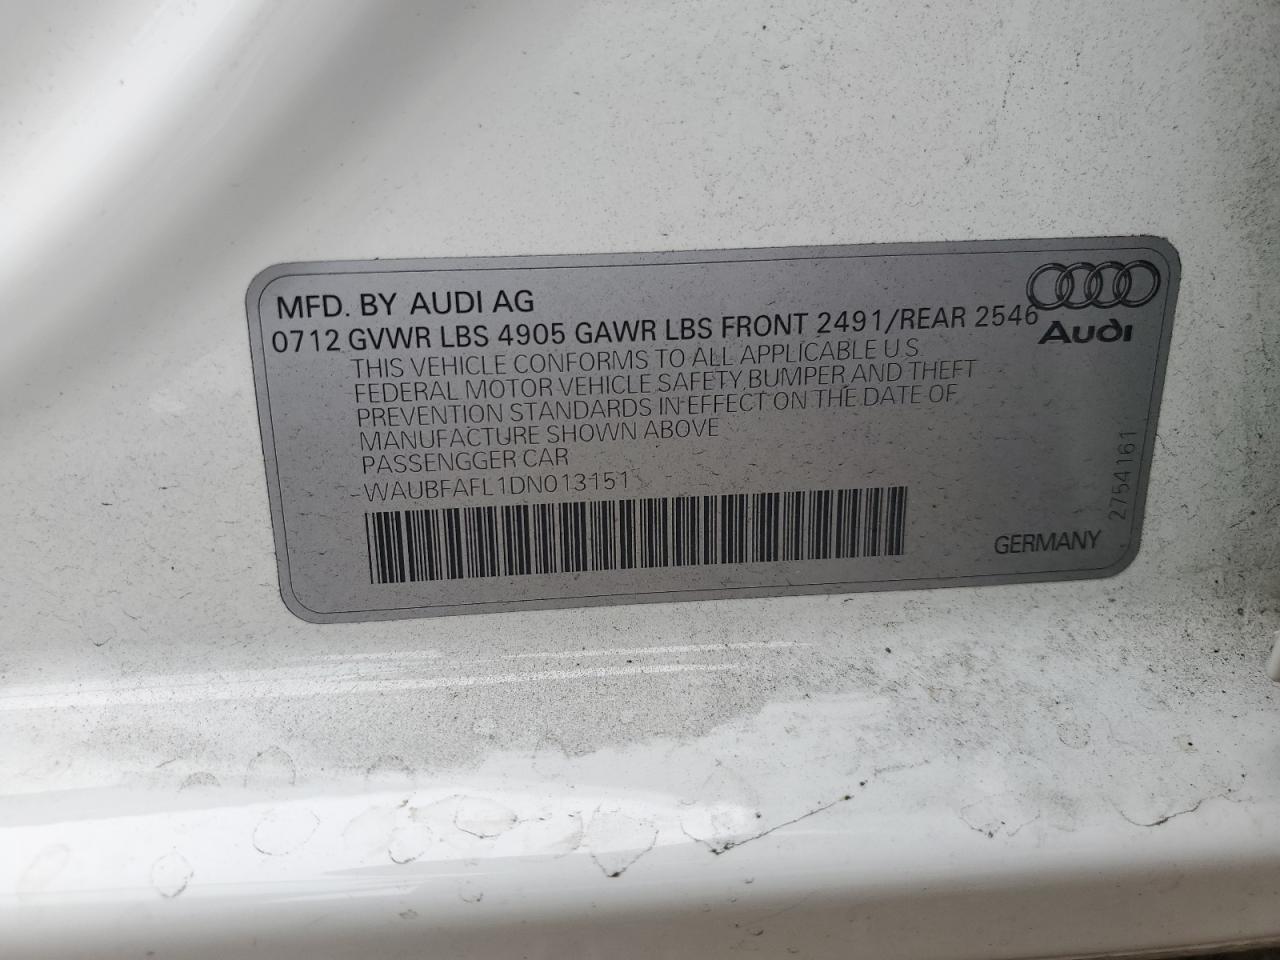 MFD. BY AUDI AG
0712 GVWR LBS 4905 GAWR LBS FRONT 2491/REAR 2546
Audi
THIS VEHICLE CONFORMS TO ALL APPLICABLE U.S.
FEDERAL MOTOR VEHICLE SAFETY, BUMPER AND THEFT
PREVENTION STANDARDS IN EFFECT ON THE DATE OF
MANUFACTURE SHOWN ABOVE
PASSENGGER CAR
-WAUBFAFL1DN013151-
2754161
GERMANY